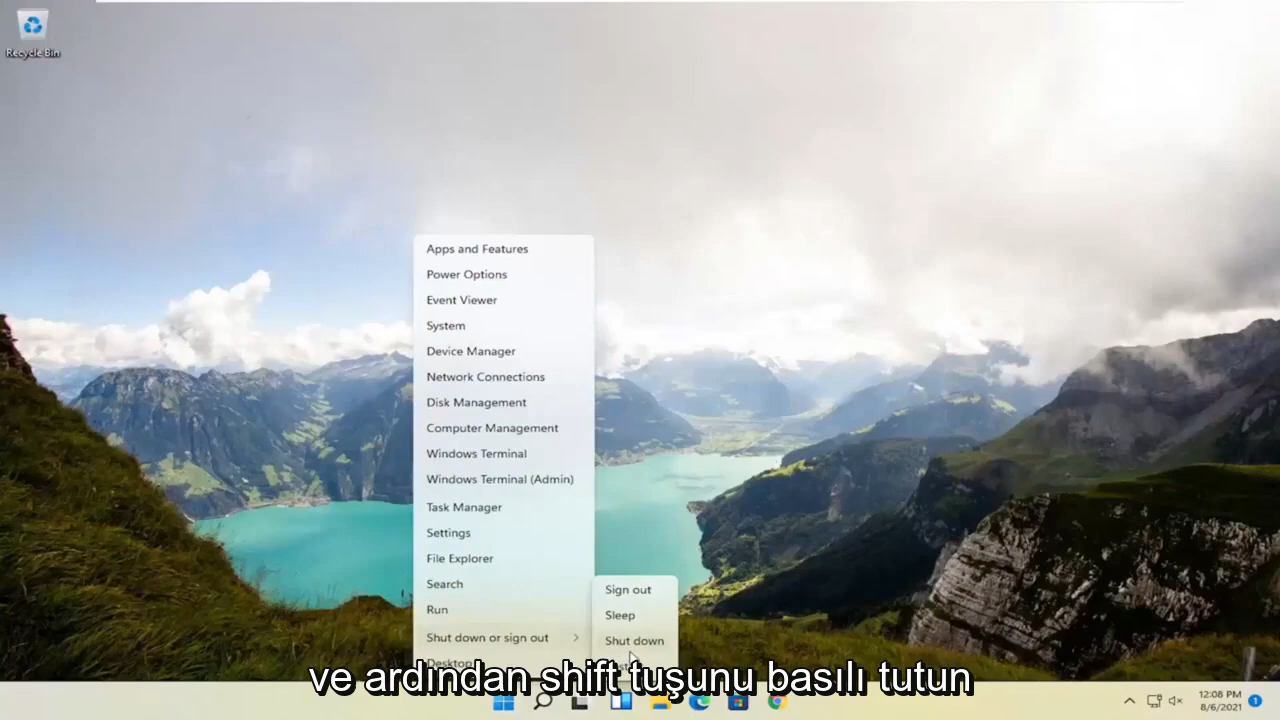 Recycle Bin
Apps and Features
Power Options
Event Viewer
System
Device Manager
Network Connections
Disk Management
Computer Management
Windows Terminal
Windows Terminal (Admin)
Task Manager
Settings
File Explorer
Search
Run
Shut down or sign out
Desktop
Sign out
Sleep
Shut down
ve ardından shift tuşunu basılı tutun
12:08 PM
8/6/2021
1